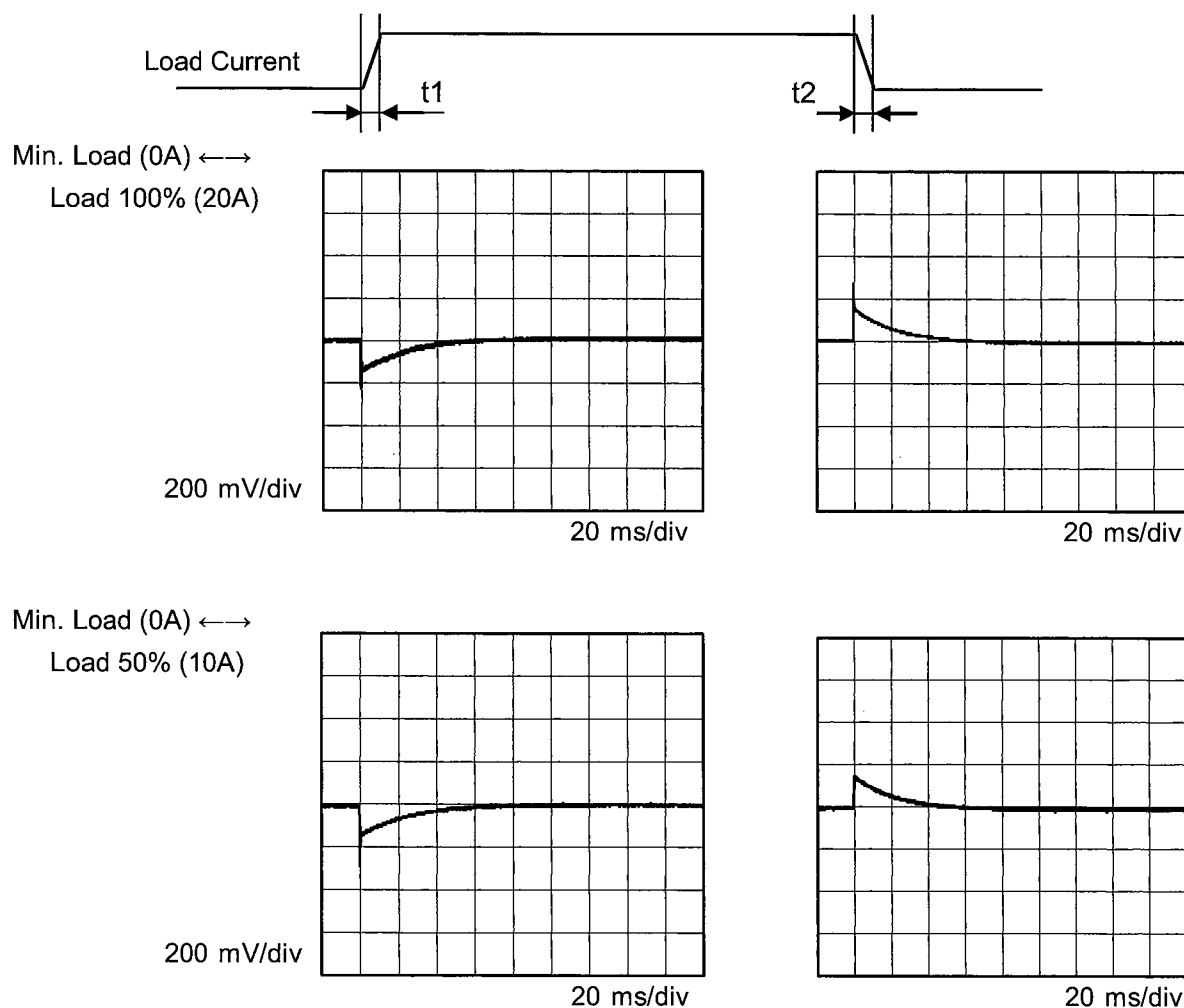 Load Current
t1
t2
Min. Load (0A) ←→
Load 100% (20A)
200 mV/div
20 ms/div
20 ms/div
Min. Load (0A) ←→
Load 50% (10A)
200 mV/div
20 ms/div
20 ms/div